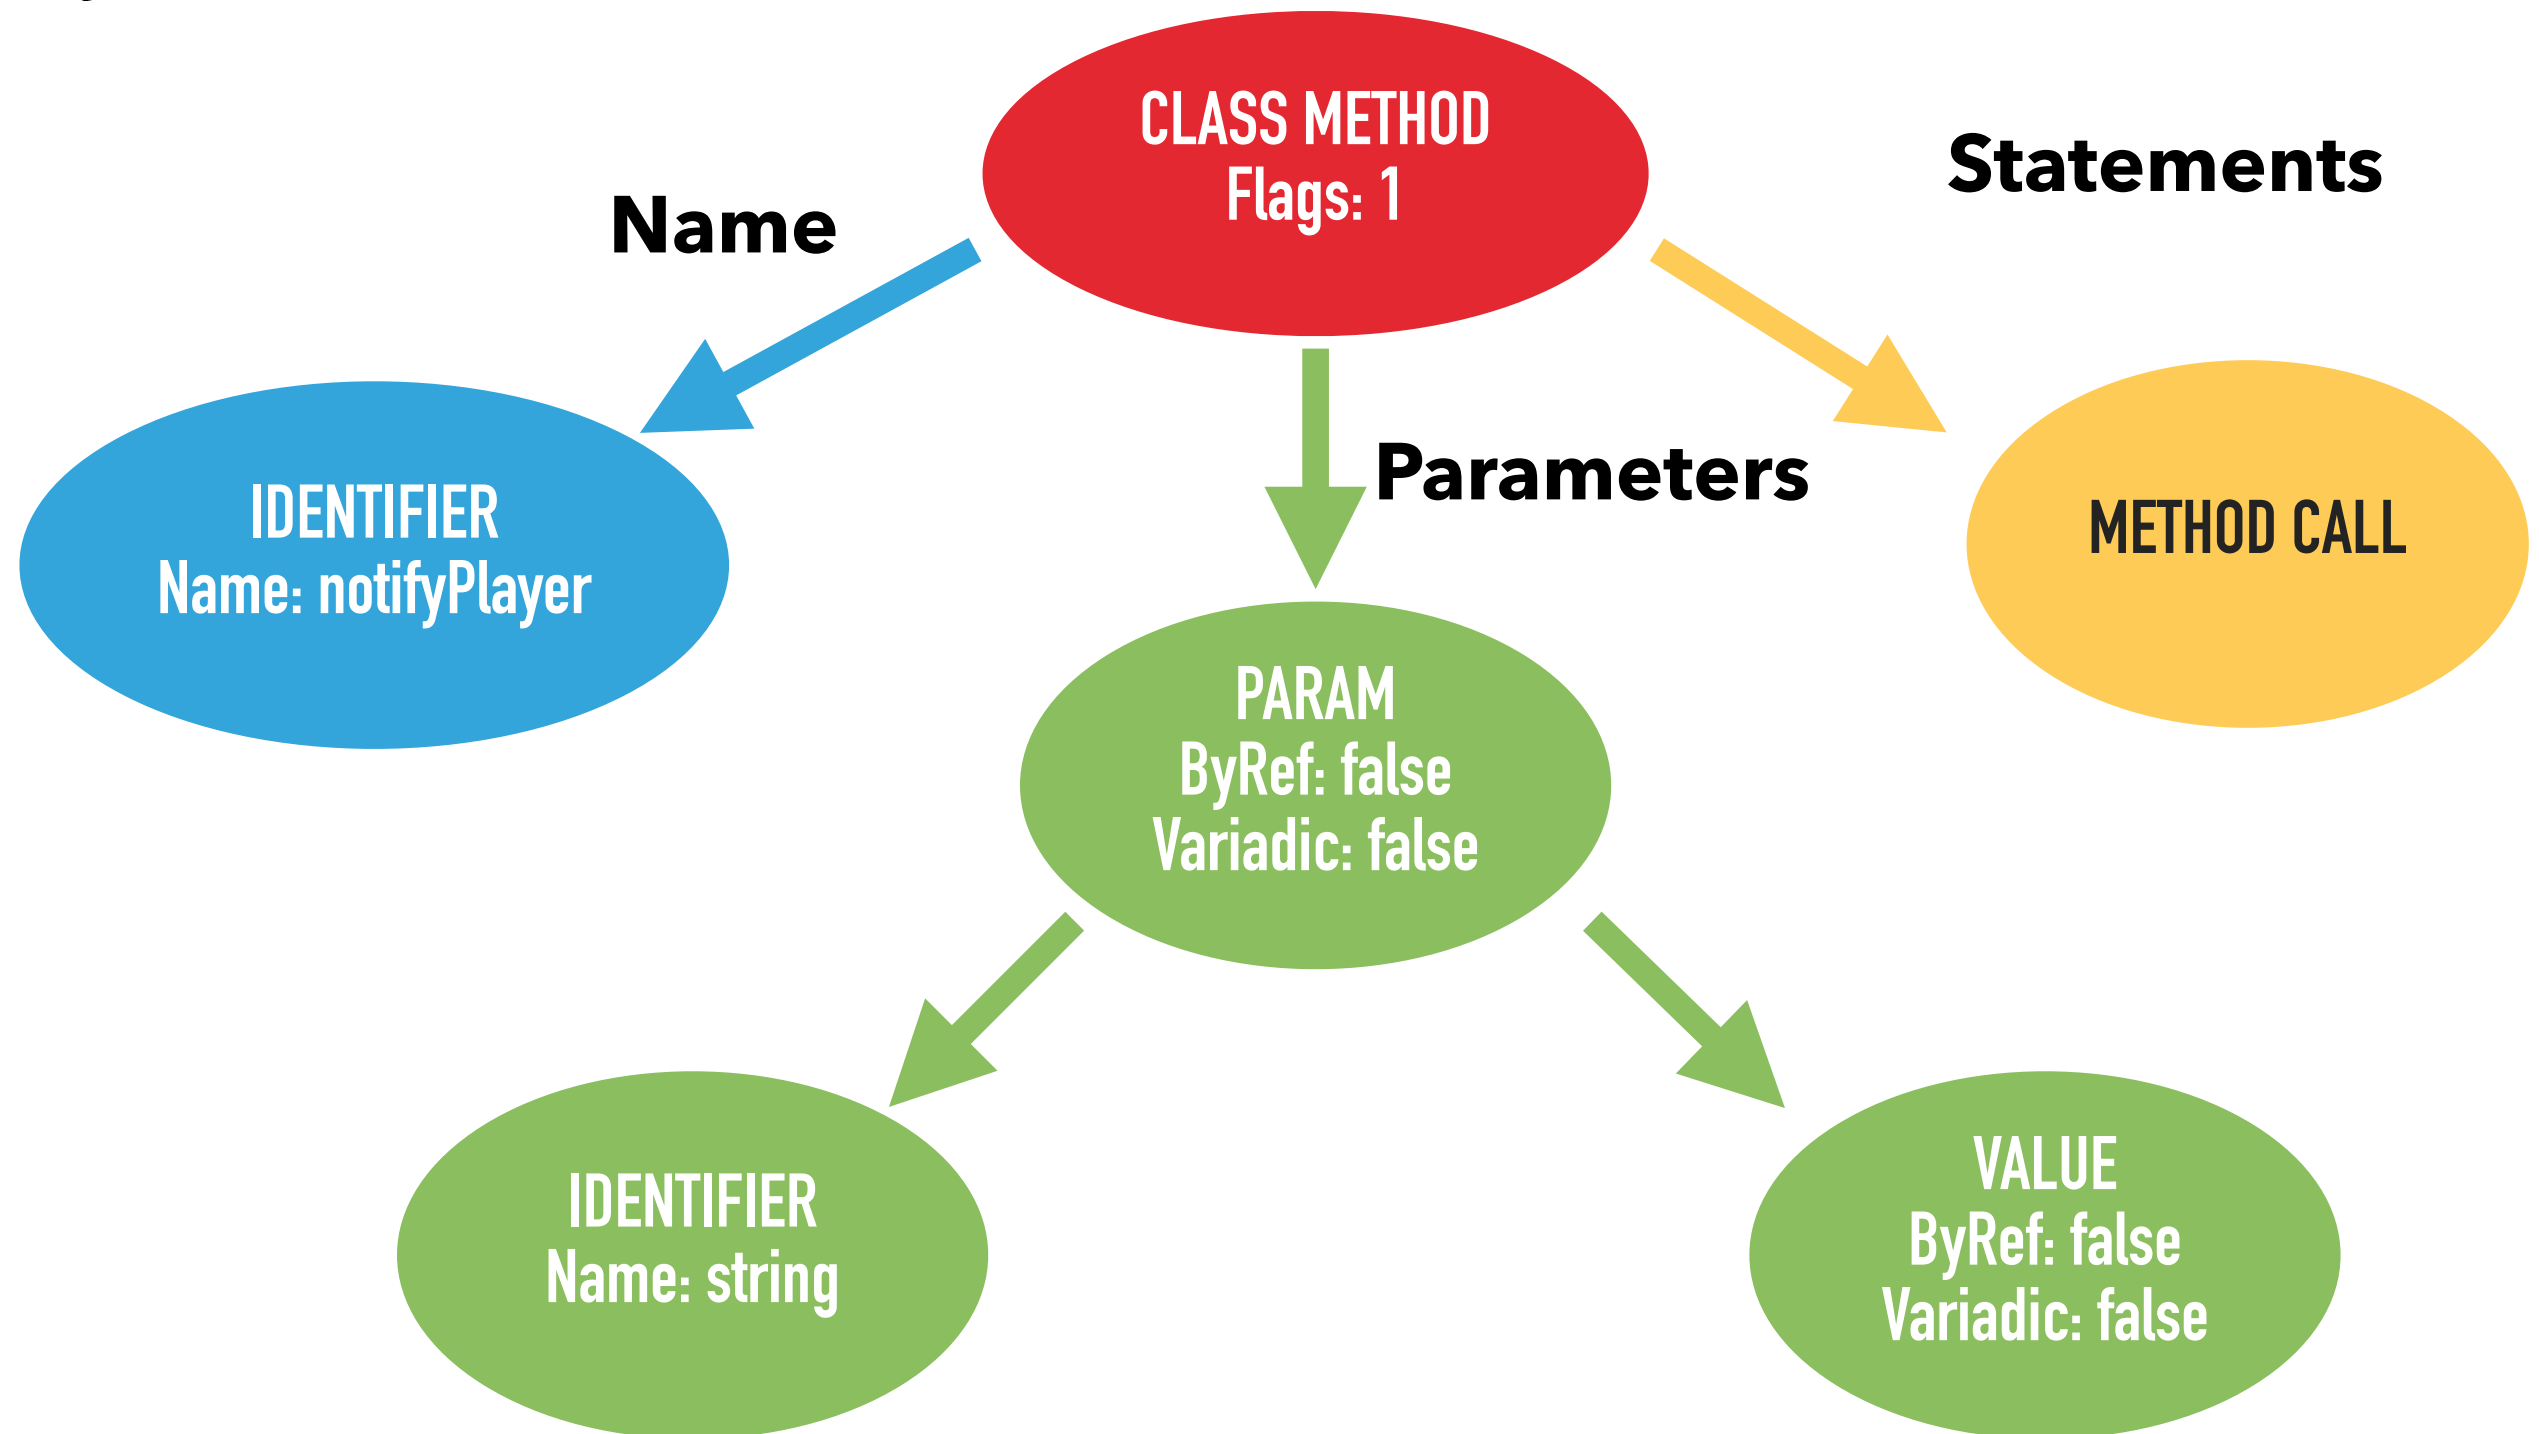 CLASS METHOD
Flags: 1
Statements
Name
Parameters
IDENTIFIER
Name: notifyPlayer
METHOD CALL
PARAM
ByRef: false
Variadic: false
IDENTIFIER
Name: string
VALUE
ByRef: false
Variadic: false